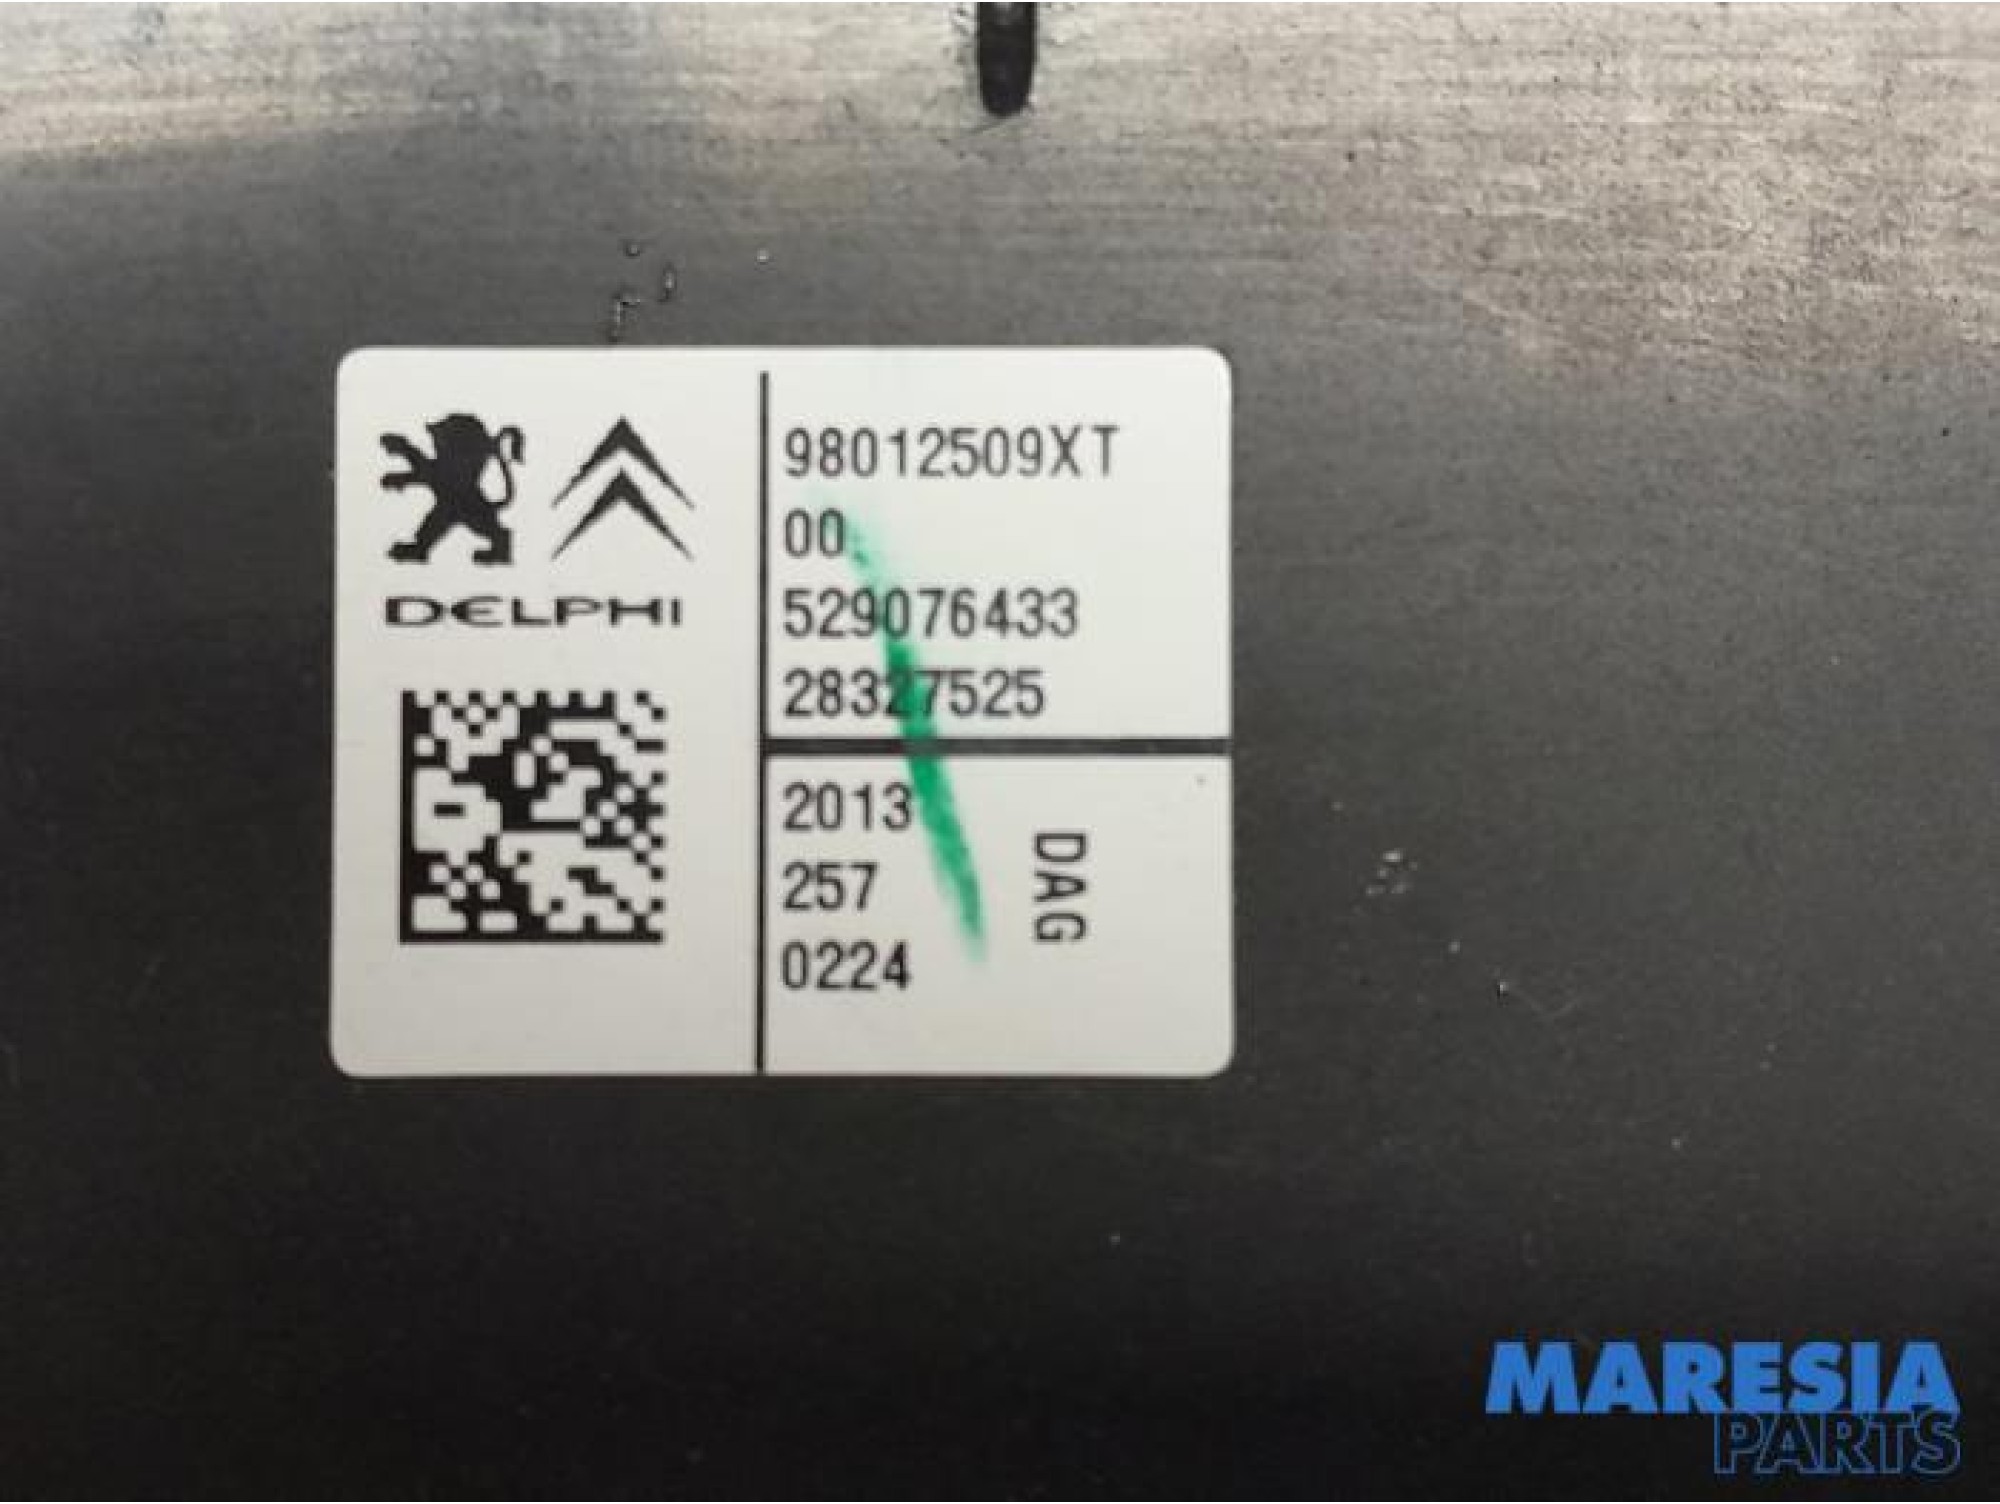 DELPHI
98012509XT
00
529076433
28327525
2013
257
0224
DAG
MARESIA
PARTS